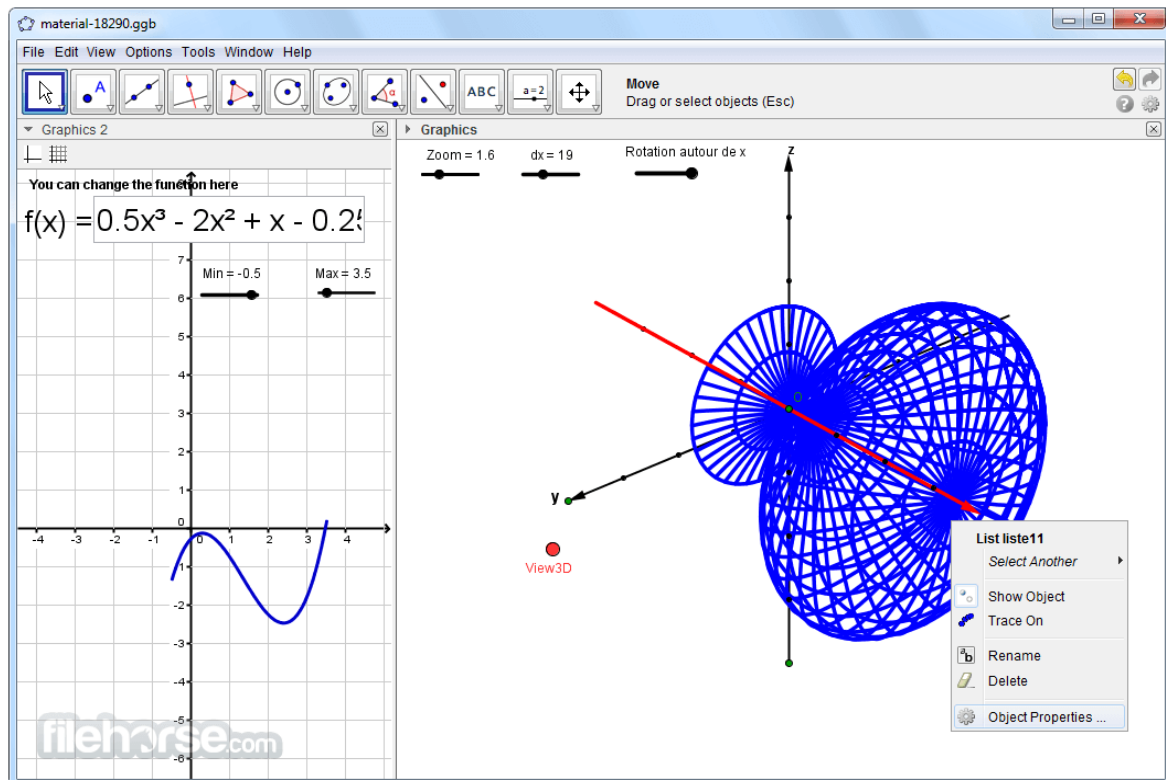 material-18290.ggb
File Edit View Options Tools Window Help
A
α
ABC
a=2
Move
Drag or select objects (Esc)
Graphics 2
Graphics
You can change the function here
f(x) = 0.5x³ - 2x² + x - 0.25
Min = -0.5
Max = 3.5
7
6
5
4
3
2
1
0
-4 -3 -2 -1 0 1 2 3 4
-1
-2
-3
-4
-5
-6
Zoom = 1.6
dx = 19
Rotation autour de x
z
0
y
View3D
List liste11
Select Another
Show Object
Trace On
ab
Rename
Delete
Object Properties ...
filehorse.com